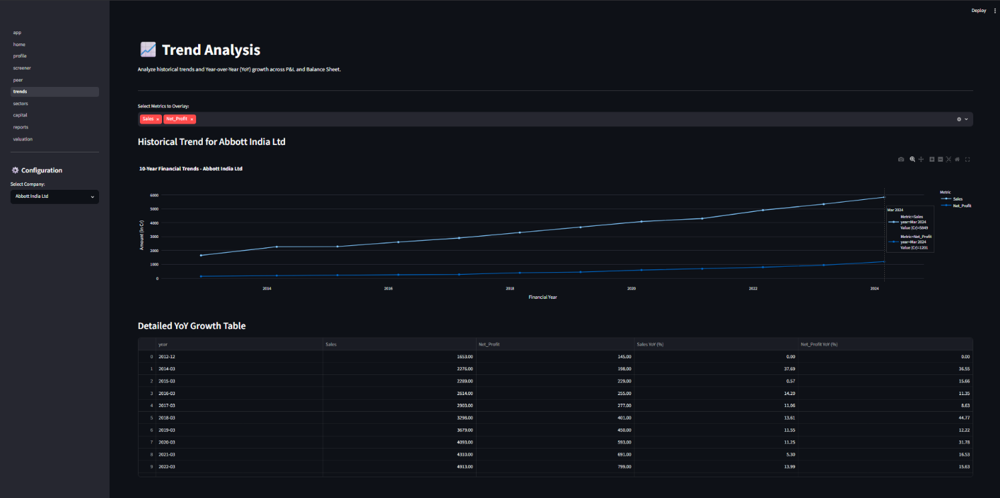 Deploy
app
home
profile
screener
peer
trends
sectors
capital
reports
valuation
Configuration
Select Company:
Abbott India Ltd
Trend Analysis
Analyze historical trends and Year-over-Year (YoY) growth across P&L and Balance Sheet.
Select Metrics to Overlay:
Sales × Net_Profit ×
Historical Trend for Abbott India Ltd
10-Year Financial Trends - Abbott India Ltd
Metric
Sales
Net_Profit
Amount (in Cr)
6000
5000
4000
3000
2000
1000
0
Mar 2024
Metric=Sales
year=Mar 2024
Value (Cr)=5849
Metric=Net_Profit
year=Mar 2024
Value (Cr)=1201
2014 2016 2018 2020 2022 2024
Financial Year
Detailed YoY Growth Table
year Sales Net_Profit Sales YoY (%) Net_Profit YoY (%)
0 2012-12 1653.00 145.00 0.00 0.00
1 2014-03 2276.00 198.00 37.69 36.55
2 2015-03 2289.00 229.00 0.57 15.66
3 2016-03 2614.00 255.00 14.20 11.35
4 2017-03 2903.00 277.00 11.06 8.63
5 2018-03 3298.00 401.00 13.61 44.77
6 2019-03 3679.00 450.00 11.55 12.22
7 2020-03 4093.00 593.00 11.25 31.78
8 2021-03 4310.00 691.00 5.30 16.53
9 2022-03 4913.00 799.00 13.99 15.63